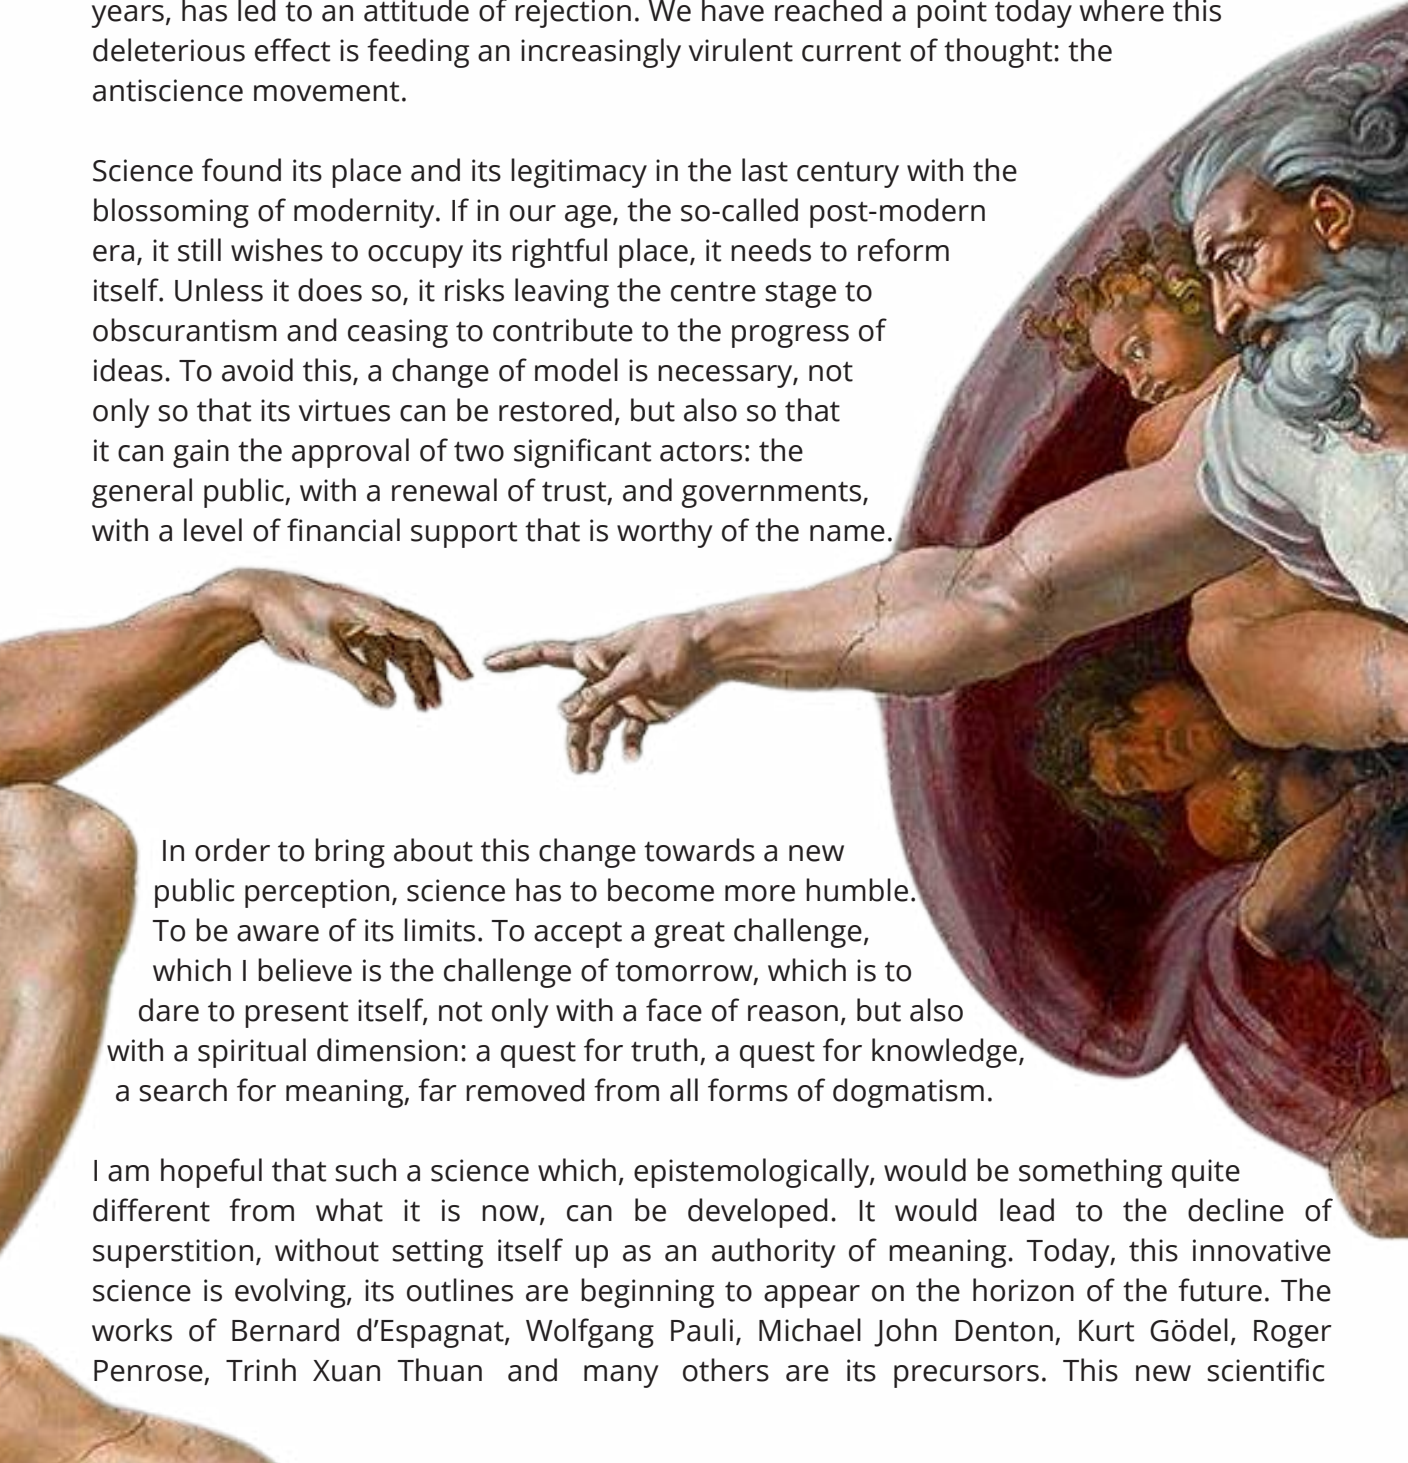 years, has led to an attitude of rejection. We have reached a point today where this
deleterious effect is feeding an increasingly virulent current of thought: the
antiscience movement.
Science found its place and its legitimacy in the last century with the
blossoming of modernity. If in our age, the so-called post-modern
era, it still wishes to occupy its rightful place, it needs to reform
itself. Unless it does so, it risks leaving the centre stage to
obscurantism and ceasing to contribute to the progress of
ideas. To avoid this, a change of model is necessary, not
only so that its virtues can be restored, but also so that
it can gain the approval of two significant actors: the
general public, with a renewal of trust, and governments,
with a level of financial support that is worthy of the name.
In order to bring about this change towards a new
public perception, science has to become more humble.
To be aware of its limits. To accept a great challenge,
which I believe is the challenge of tomorrow, which is to
dare to present itself, not only with a face of reason, but also
with a spiritual dimension: a quest for truth, a quest for knowledge,
a search for meaning, far removed from all forms of dogmatism.
I am hopeful that such a science which, epistemologically, would be something quite
different from what it is now, can be developed. It would lead to the decline of
superstition, without setting itself up as an authority of meaning. Today, this innovative
science is evolving, its outlines are beginning to appear on the horizon of the future. The
works of Bernard d’Espagnat, Wolfgang Pauli, Michael John Denton, Kurt Gödel, Roger
Penrose, Trinh Xuan Thuan and many others are its precursors. This new scientific